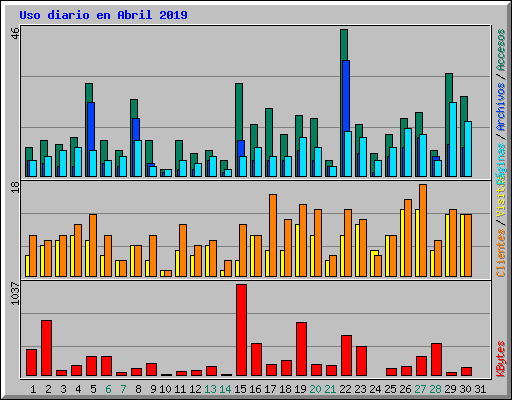 Uso diario en Abril 2019
46
18
1037
Clientes / Visitas
Páginas / Archivos / Accesos
KBytes
1 2 3 4 5 6 7 8 9 10 11 12 13 14 15 16 17 18 19 20 21 22 23 24 25 26 27 28 29 30 31